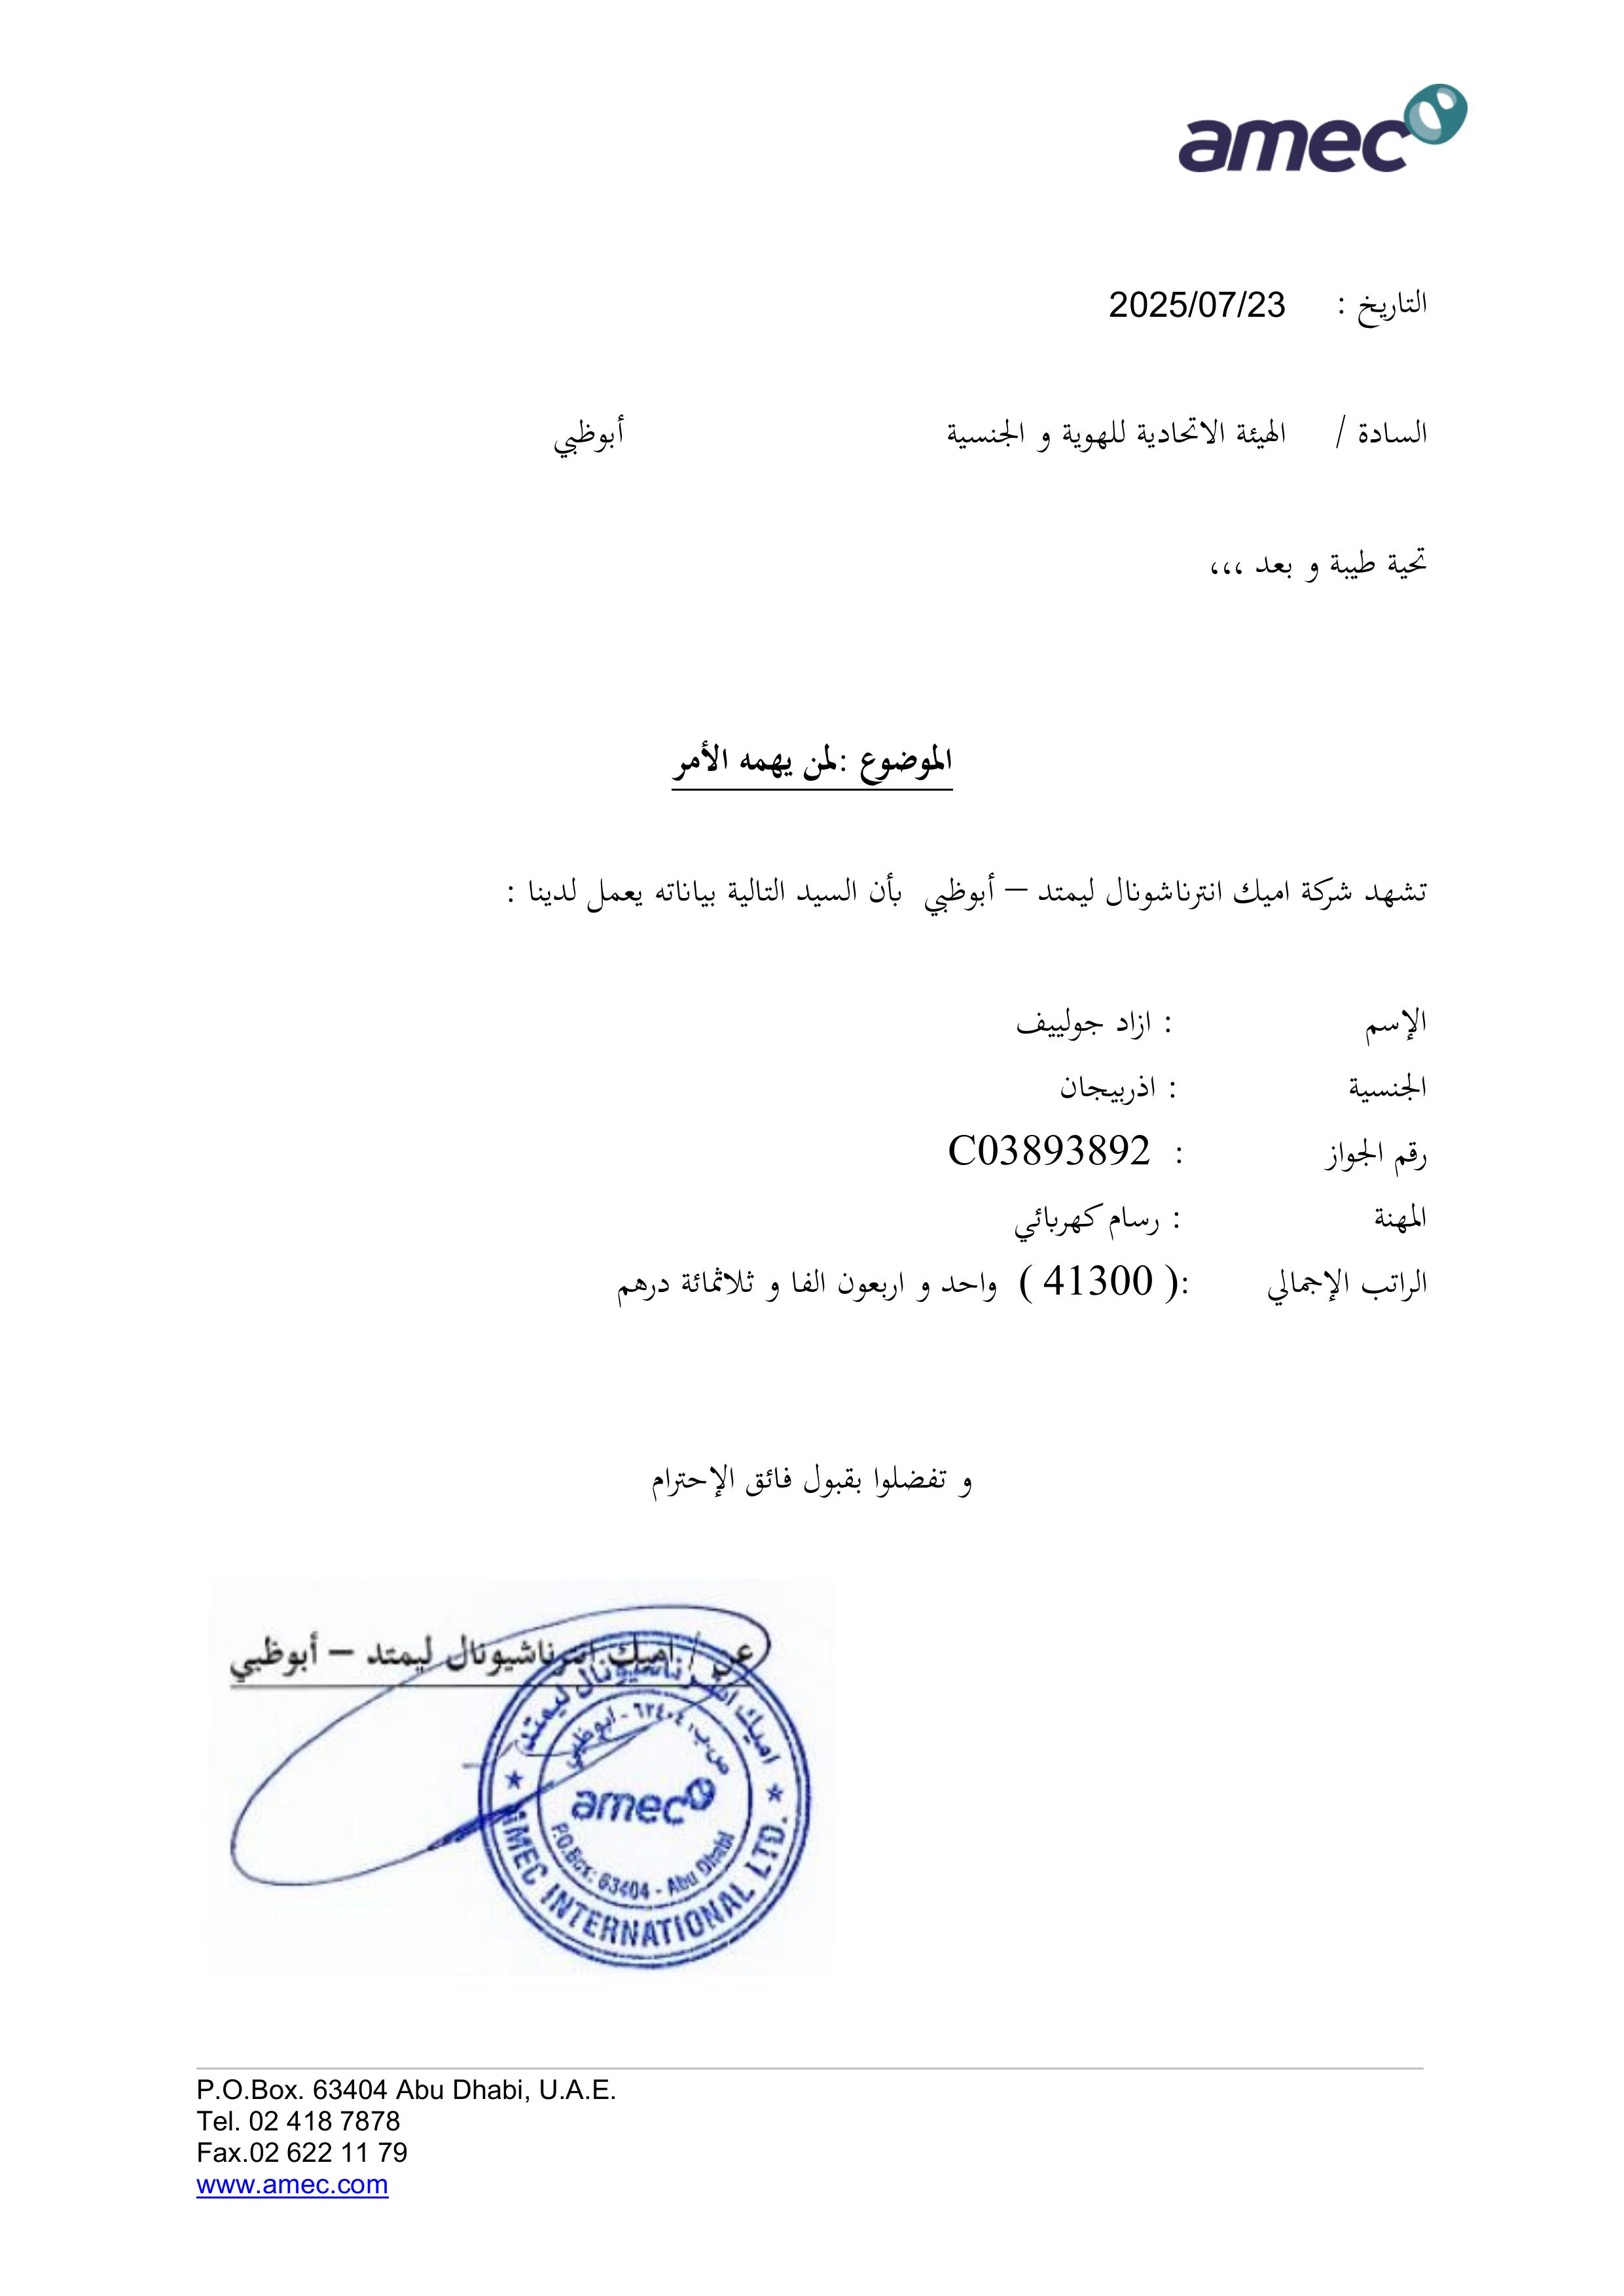 amec
التاريخ : 2025/07/23
السادة / الهيئة الاتحادية للهوية و الجنسية أبوظبي
تحية طيبة و بعد ،،،
الموضوع :لمن يهمه الأمر
تشهد شركة اميك انترناشونال ليمتد – أبوظبي بأن السيد التالية بياناته يعمل لدينا :
الإسم : ازاد جولييف
الجنسية : اذربيجان
رقم الجواز : C03893892
المهنة : رسام كهربائي
الراتب الإجمالي :( 41300 ) واحد و اربعون الفا و ثلاثمائة درهم
و تفضلوا بقبول فائق الإحترام
عن / اميك انترناشيونال ليمتد – أبوظبي
اميك انترناشيونال ليمتد
ص.ب: ٦٣٤٠٤ - ابوظبي
amec
P.O.Box: 63404 - Abu Dhabi
AMEC INTERNATIONAL LTD.
P.O.Box. 63404 Abu Dhabi, U.A.E.
Tel. 02 418 7878
Fax.02 622 11 79
www.amec.com